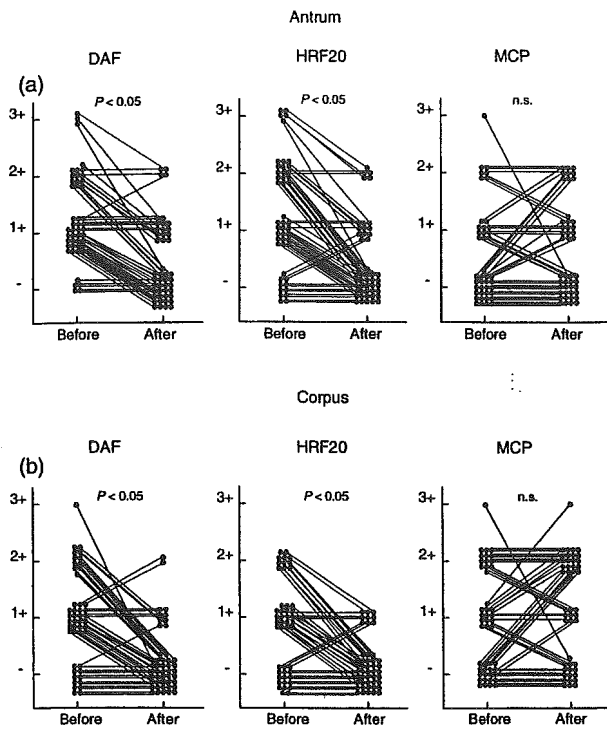 Antrum
DAF HRF20 MCP
(a)
P < 0.05 P < 0.05 n.s.
3+ 3+ 3+
2+ 2+ 2+
1+ 1+ 1+
- - -
Before After Before After Before After
Corpus
DAF HRF20 MCP
(b)
P < 0.05 P < 0.05 n.s.
3+ 3+ 3+
2+ 2+ 2+
1+ 1+ 1+
- - -
Before After Before After Before After